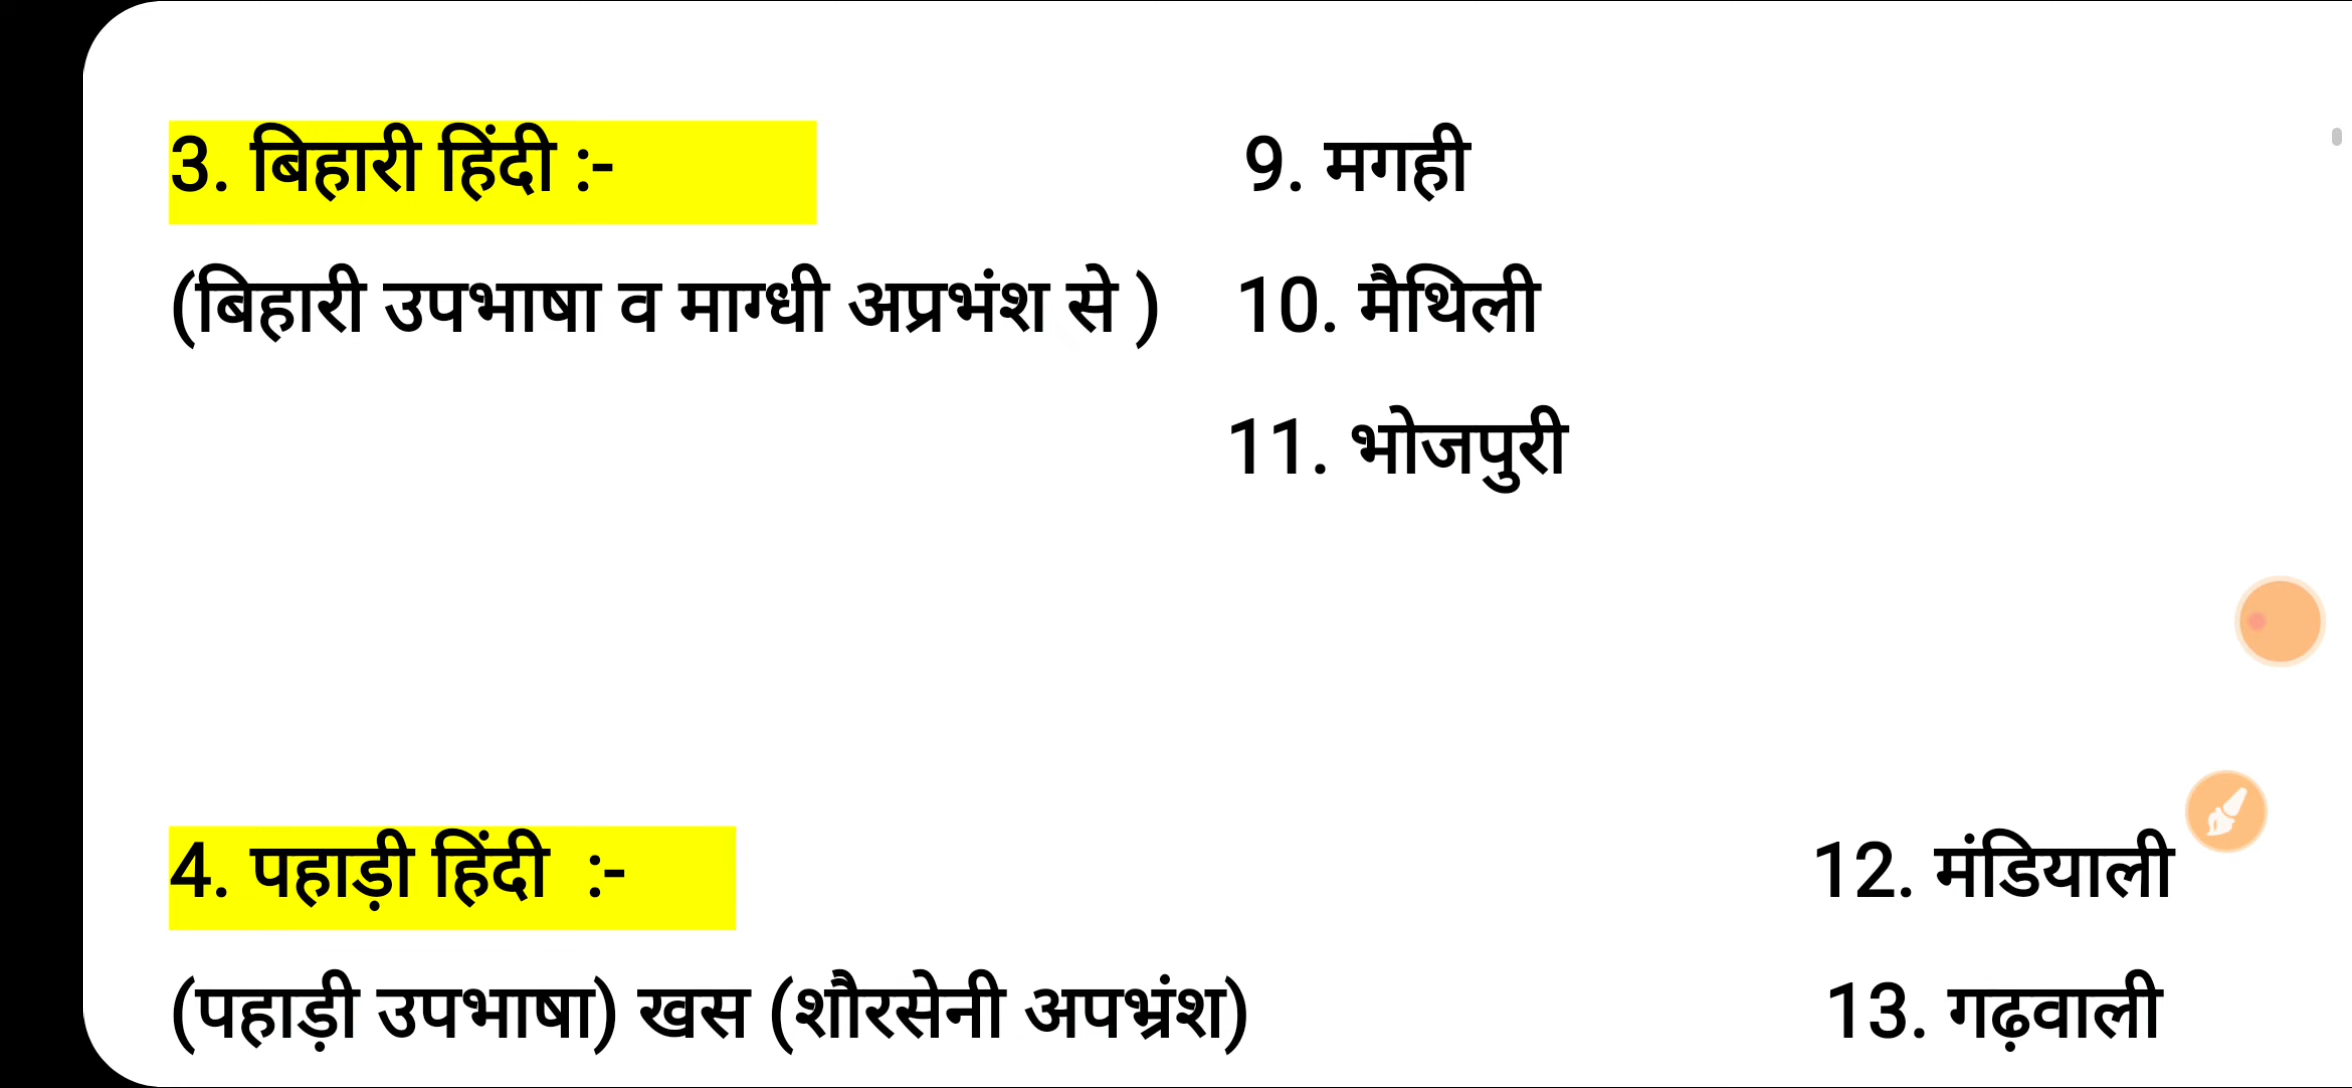 3. बिहारी हिंदी :- 9. मगही
(बिहारी उपभाषा व माग्धी अप्रभंश से ) 10. मैथिली
11. भोजपुरी
4. पहाड़ी हिंदी :- 12. मंडियाली
(पहाड़ी उपभाषा) खस (शौरसेनी अपभ्रंश) 13. गढ़वाली